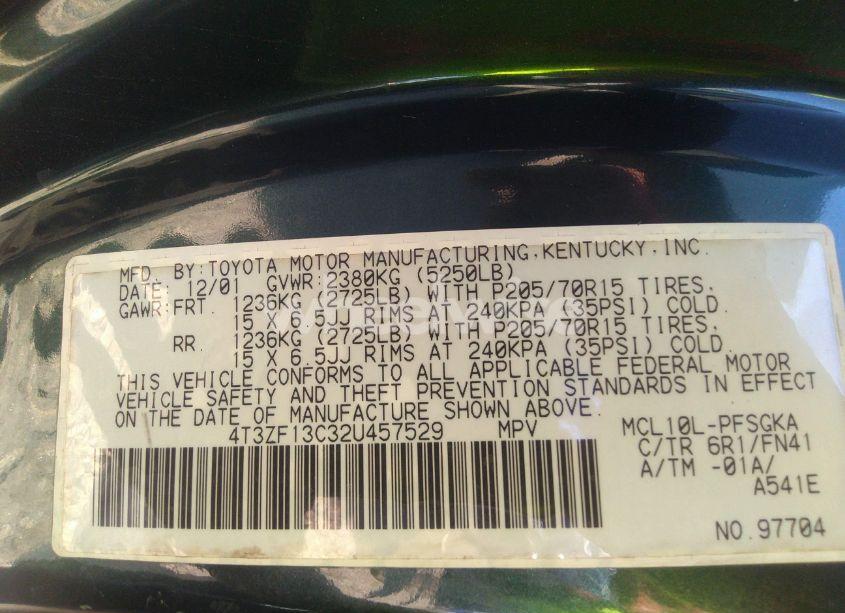 MFD. BY:TOYOTA MOTOR MANUFACTURING,KENTUCKY,INC.
DATE: 12/01 GVWR:2380KG (5250LB)
GAWR:FRT. 1236KG (2725LB) WITH P205/70R15 TIRES.
15 X 6.5JJ RIMS AT 240KPA (35PSI) COLD.
RR. 1236KG (2725LB) WITH P205/70R15 TIRES.
15 X 6.5JJ RIMS AT 240KPA (35PSI) COLD.
THIS VEHICLE CONFORMS TO ALL APPLICABLE FEDERAL MOTOR
VEHICLE SAFETY AND THEFT PREVENTION STANDARDS IN EFFECT
ON THE DATE OF MANUFACTURE SHOWN ABOVE.
4T3ZF13C32U457529 MPV
MCL10L-PFSGKA
C/TR 6R1/FN41
A/TM -01A/
A541E
NO.97704